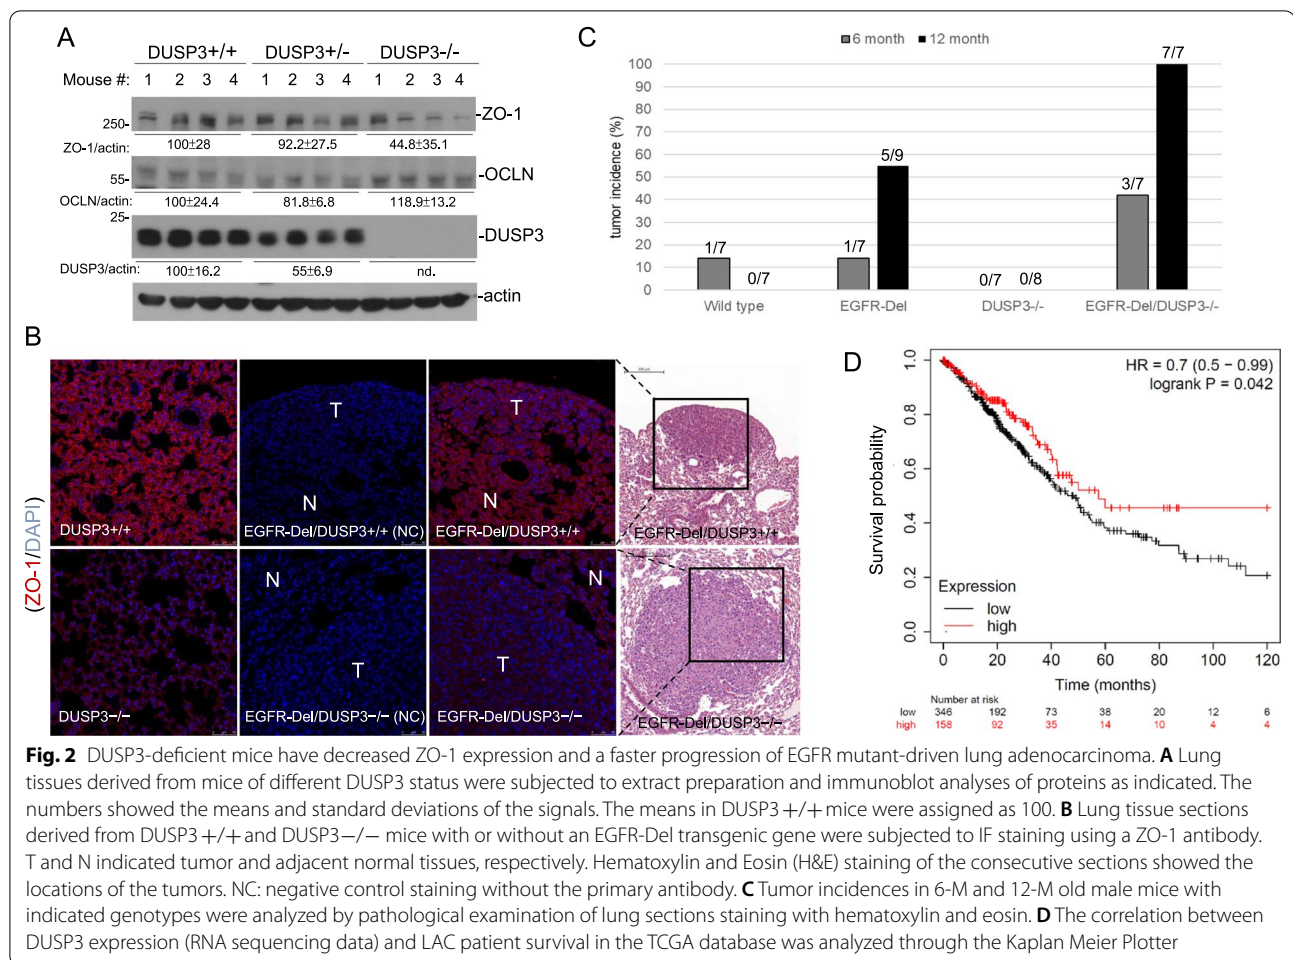 A
DUSP3+/+ DUSP3+/- DUSP3-/-
Mouse #: 1 2 3 4 1 2 3 4 1 2 3 4
250- -ZO-1
ZO-1/actin: 100±28 92.2±27.5 44.8±35.1
55- -OCLN
OCLN/actin: 100±24.4 81.8±6.8 118.9±13.2
25-
-DUSP3
DUSP3/actin: 100±16.2 55±6.9 nd.
-actin
B
(ZO-1/DAPI)
DUSP3+/+
T
N
EGFR-Del/DUSP3+/+ (NC)
T
N
EGFR-Del/DUSP3+/+
EGFR-Del/DUSP3+/+
DUSP3−/−
N
T
EGFR-Del/DUSP3−/− (NC)
N
T
EGFR-Del/DUSP3−/−
EGFR-Del/DUSP3−/−
C
6 month 12 month
tumor incidence (%)
100
90
80
70
60
50
40
30
20
10
0
1/7 0/7 1/7 5/9 0/7 0/8 3/7 7/7
Wild type EGFR-Del DUSP3-/- EGFR-Del/DUSP3-/-
D
HR = 0.7 (0.5 − 0.99)
logrank P = 0.042
Survival probability
1.0
0.8
0.6
0.4
0.2
0.0
Expression
low
high
0 20 40 60 80 100 120
Time (months)
Number at risk
low 346 192 73 38 20 12 6
high 158 92 35 14 10 4 4
Fig. 2 DUSP3-deficient mice have decreased ZO-1 expression and a faster progression of EGFR mutant-driven lung adenocarcinoma. A Lung
tissues derived from mice of different DUSP3 status were subjected to extract preparation and immunoblot analyses of proteins as indicated. The
numbers showed the means and standard deviations of the signals. The means in DUSP3 +/+ mice were assigned as 100. B Lung tissue sections
derived from DUSP3 +/+ and DUSP3−/− mice with or without an EGFR-Del transgenic gene were subjected to IF staining using a ZO-1 antibody.
T and N indicated tumor and adjacent normal tissues, respectively. Hematoxylin and Eosin (H&E) staining of the consecutive sections showed the
locations of the tumors. NC: negative control staining without the primary antibody. C Tumor incidences in 6-M and 12-M old male mice with
indicated genotypes were analyzed by pathological examination of lung sections staining with hematoxylin and eosin. D The correlation between
DUSP3 expression (RNA sequencing data) and LAC patient survival in the TCGA database was analyzed through the Kaplan Meier Plotter